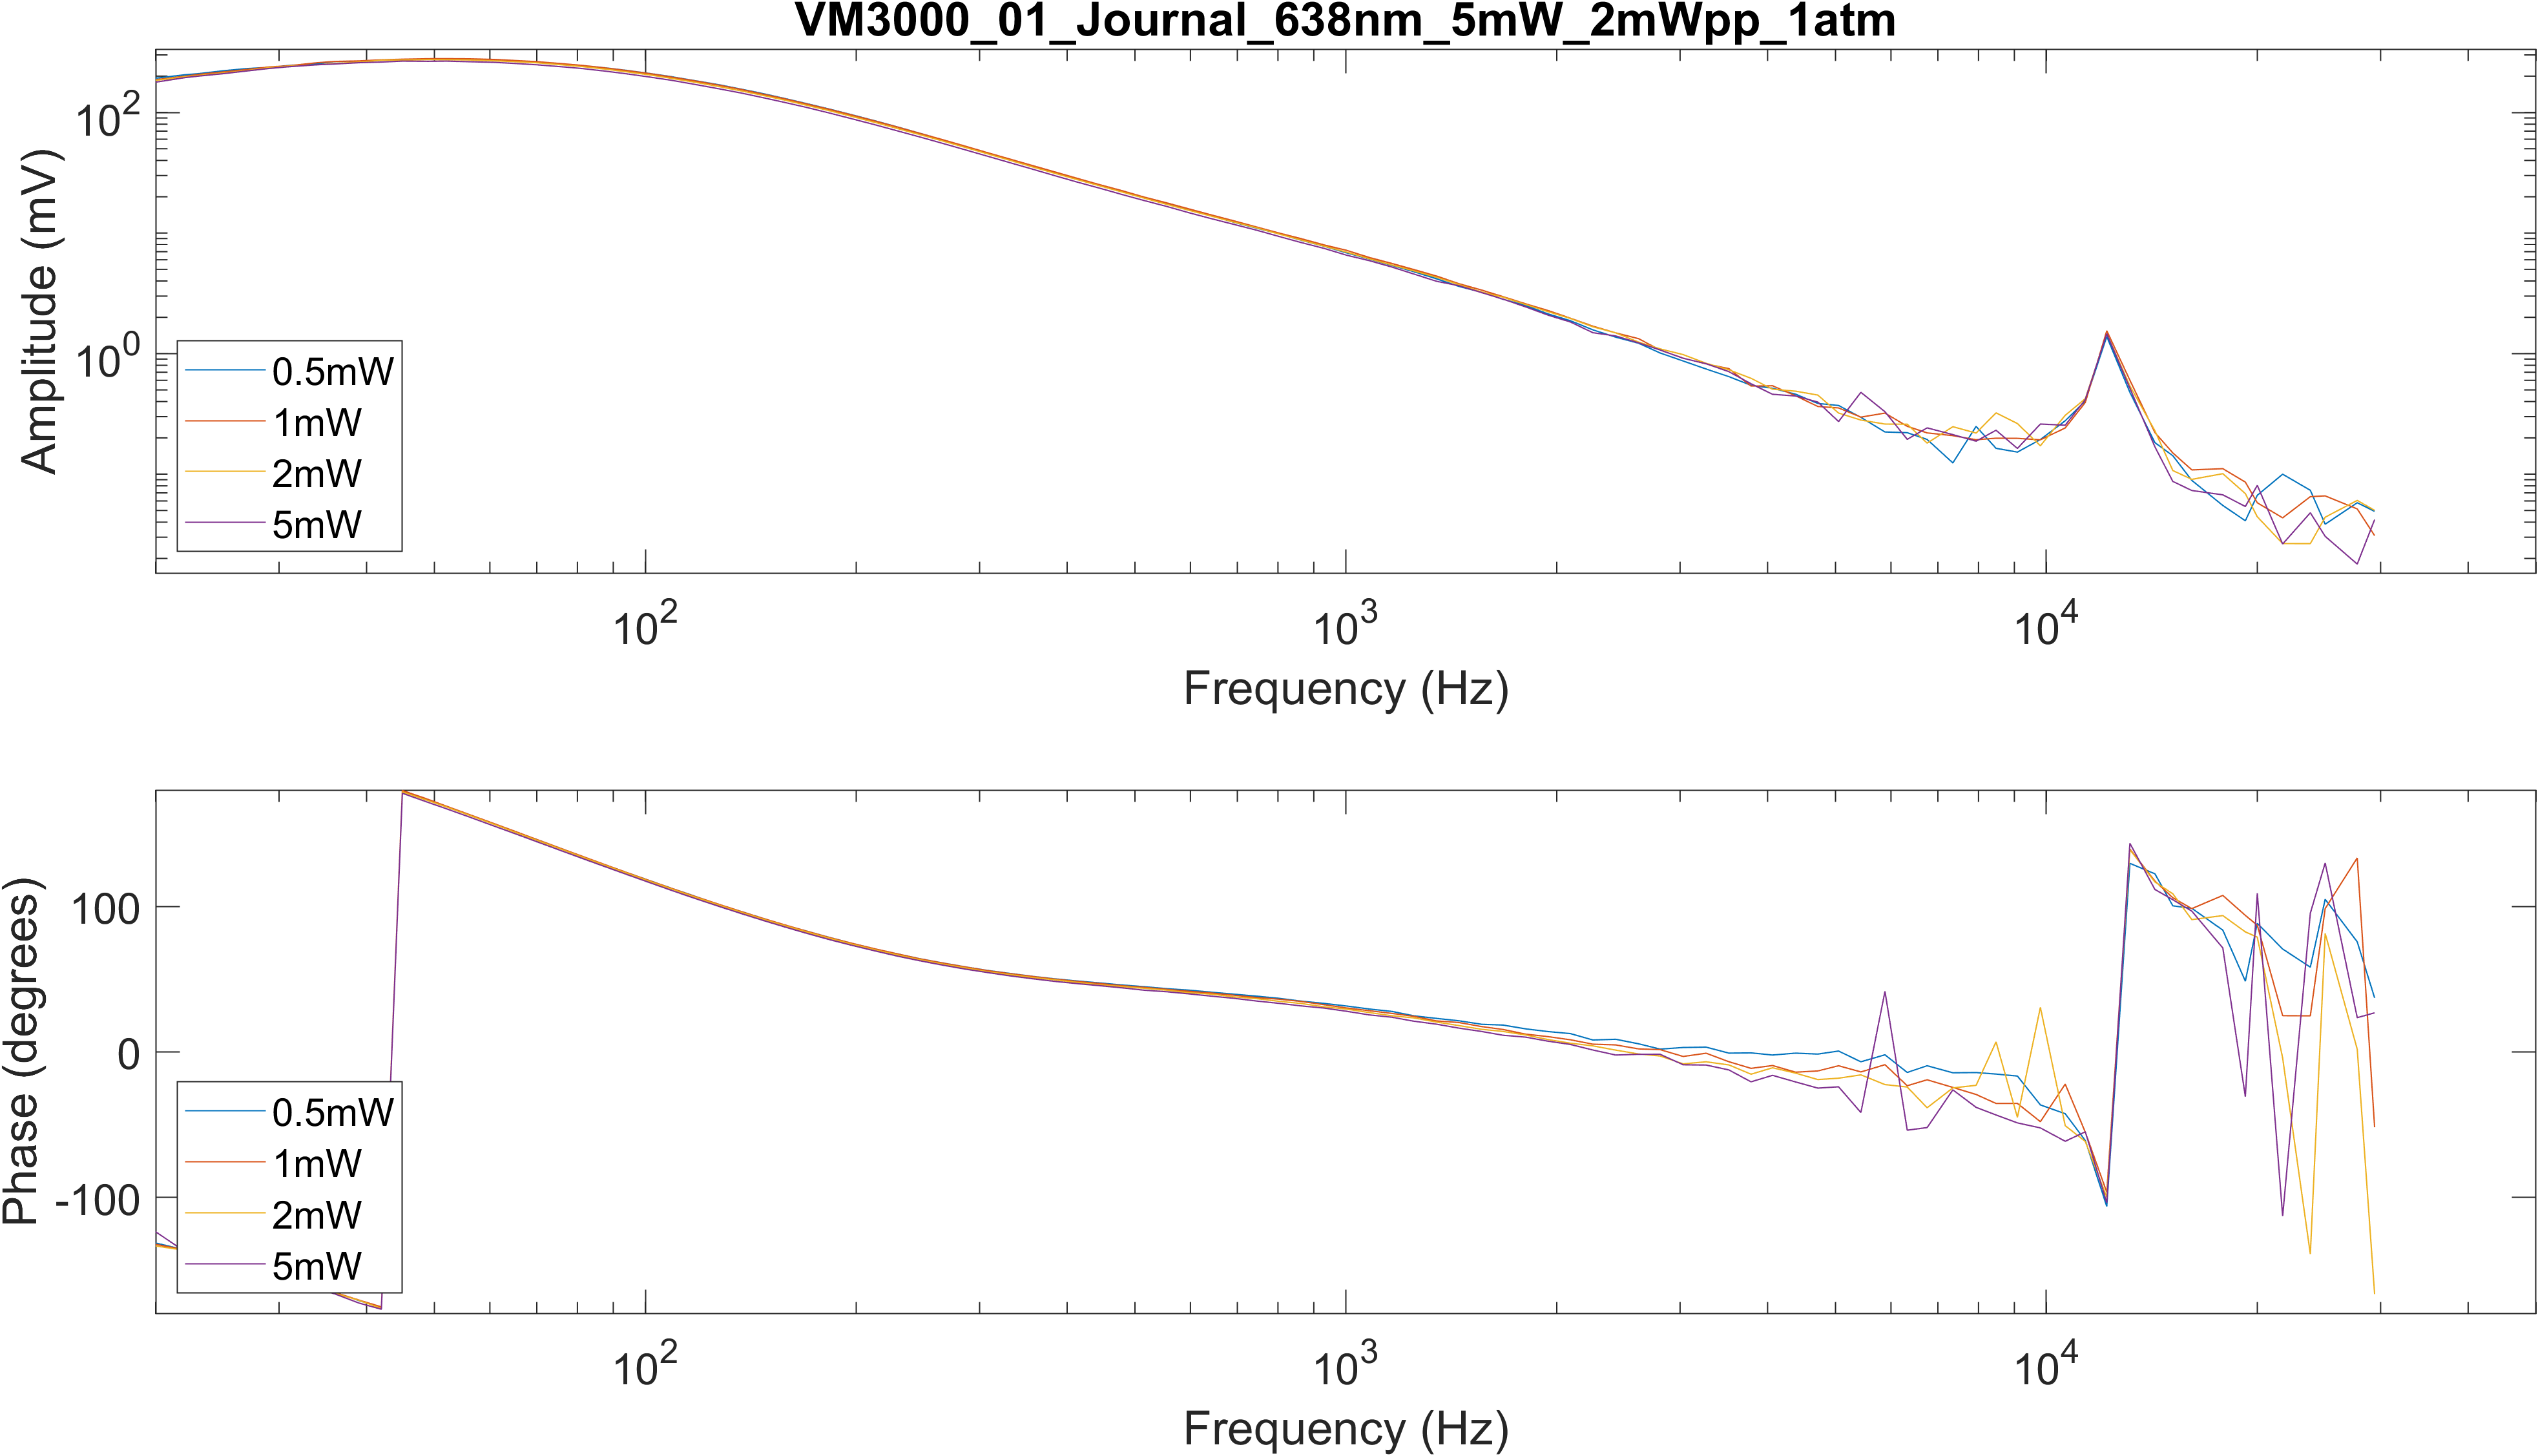 VM3000_01_Journal_638nm_5mW_2mWpp_1atm
Amplitude (mV)
10^2
10^0
0.5mW
1mW
2mW
5mW
10^2
10^3
10^4
Frequency (Hz)
Phase (degrees)
100
0
-100
0.5mW
1mW
2mW
5mW
10^2
10^3
10^4
Frequency (Hz)